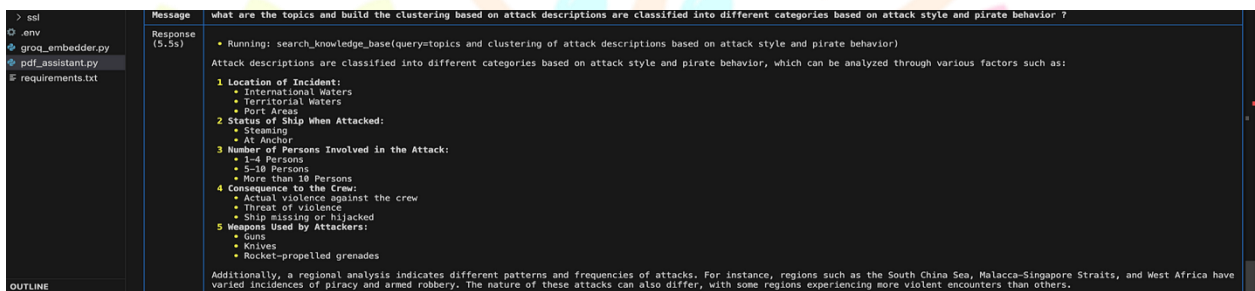 > ssl
.env
groq_embedder.py
pdf_assistant.py
requirements.txt
OUTLINE
Message what are the topics and build the clustering based on attack descriptions are classified into different categories based on attack style and pirate behavior ?
Response
(5.5s)
• Running: search_knowledge_base(query=topics and clustering of attack descriptions based on attack style and pirate behavior)
Attack descriptions are classified into different categories based on attack style and pirate behavior, which can be analyzed through various factors such as:
1 Location of Incident:
• International Waters
• Territorial Waters
• Port Areas
2 Status of Ship When Attacked:
• Steaming
• At Anchor
3 Number of Persons Involved in the Attack:
• 1-4 Persons
• 5-10 Persons
• More than 10 Persons
4 Consequence to the Crew:
• Actual violence against the crew
• Threat of violence
• Ship missing or hijacked
5 Weapons Used by Attackers:
• Guns
• Knives
• Rocket-propelled grenades
Additionally, a regional analysis indicates different patterns and frequencies of attacks. For instance, regions such as the South China Sea, Malacca-Singapore Straits, and West Africa have
varied incidences of piracy and armed robbery. The nature of these attacks can also differ, with some regions experiencing more violent encounters than others.